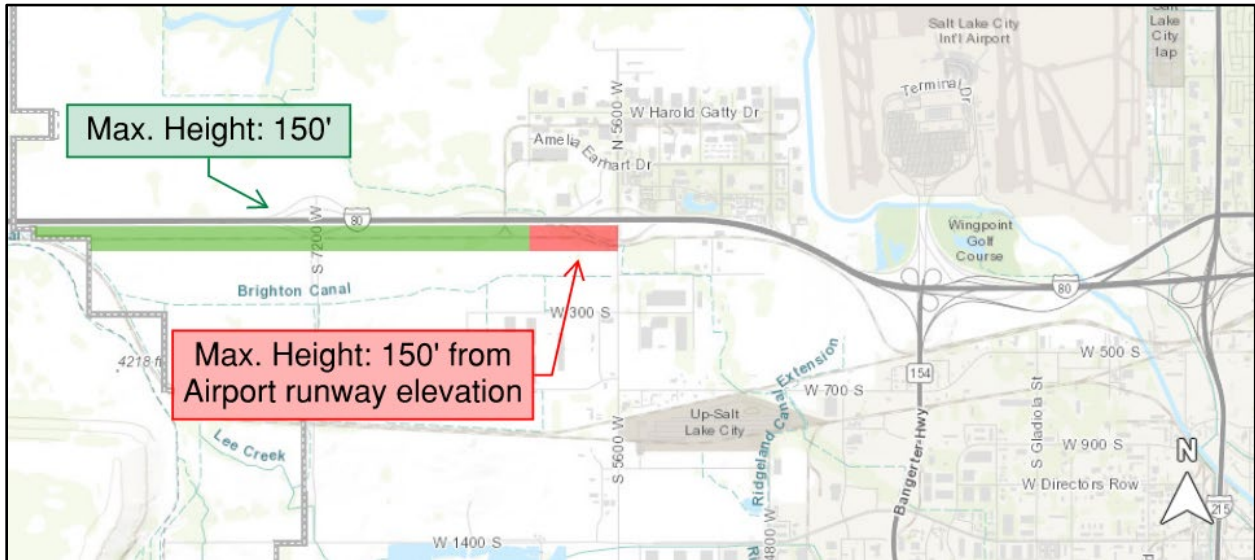 Salt
Lake
City
Iap
Salt Lake City
Int'l Airport
Terminal Dr
Max. Height: 150'
W Harold Gatty Dr
Amelia
Earhart Dr
N 5600 W
S 7200 W
80
Wingpoint
Golf
Course
80
Brighton Canal
W 300 S
Max. Height: 150' from
Airport runway elevation
4218 ft
W 500 S
154
W 700 S
Ridgeland Canal Extension
Up-Salt
Lake City
S 5600 W
Bangerter Hwy
S Gladiola St
W 900 S
N
Lee Creek
W Directors Row
215
4800 W
W 1400 S